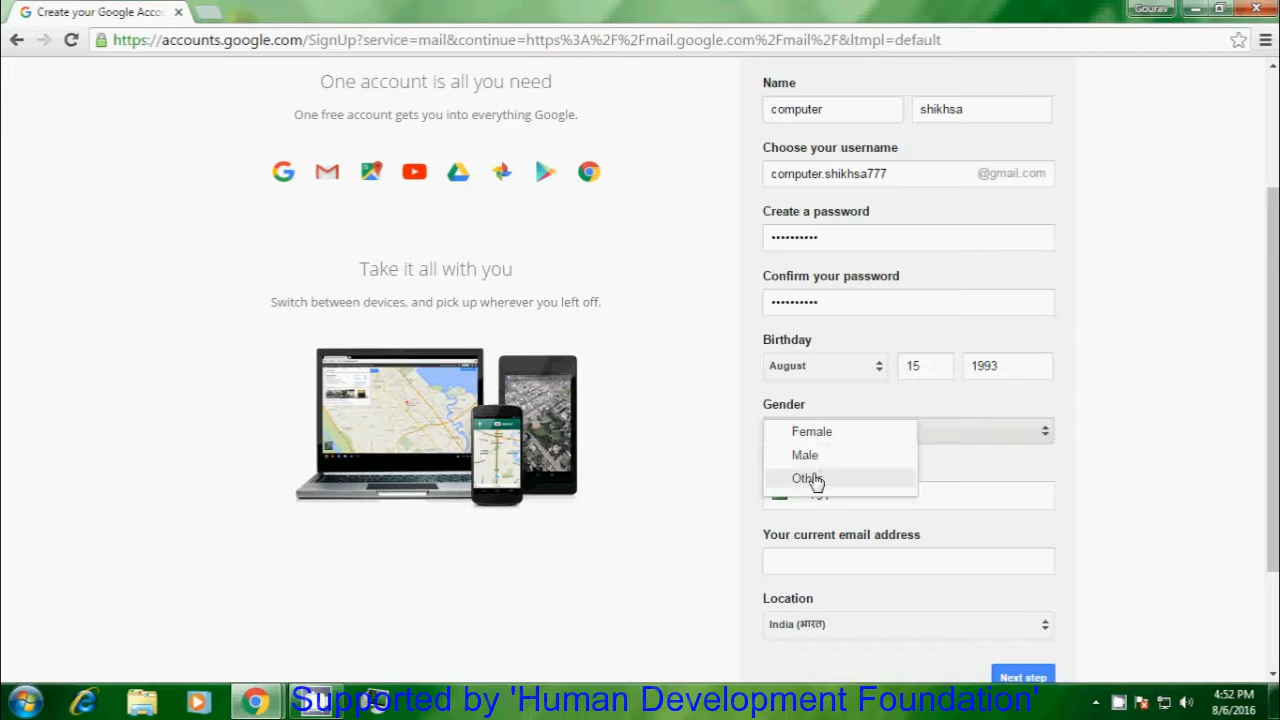 Create your Google Acco
Gourav
https://accounts.google.com/SignUp?service=mail&continue=https%3A%2F%2Fmail.google.com%2Fmail%2F&ltmpl=default
One account is all you need
One free account gets you into everything Google.
Take it all with you
Switch between devices, and pick up wherever you left off.
Name
computer shikhsa
Choose your username
computer.shikhsa777 @gmail.com
Create a password
••••••••••
Confirm your password
••••••••••
Birthday
August 15 1993
Gender
Female
Male
Your current email address
Location
India (भारत)
Next step
Supported by 'Human Development Foundation'
4:52 PM
8/6/2016